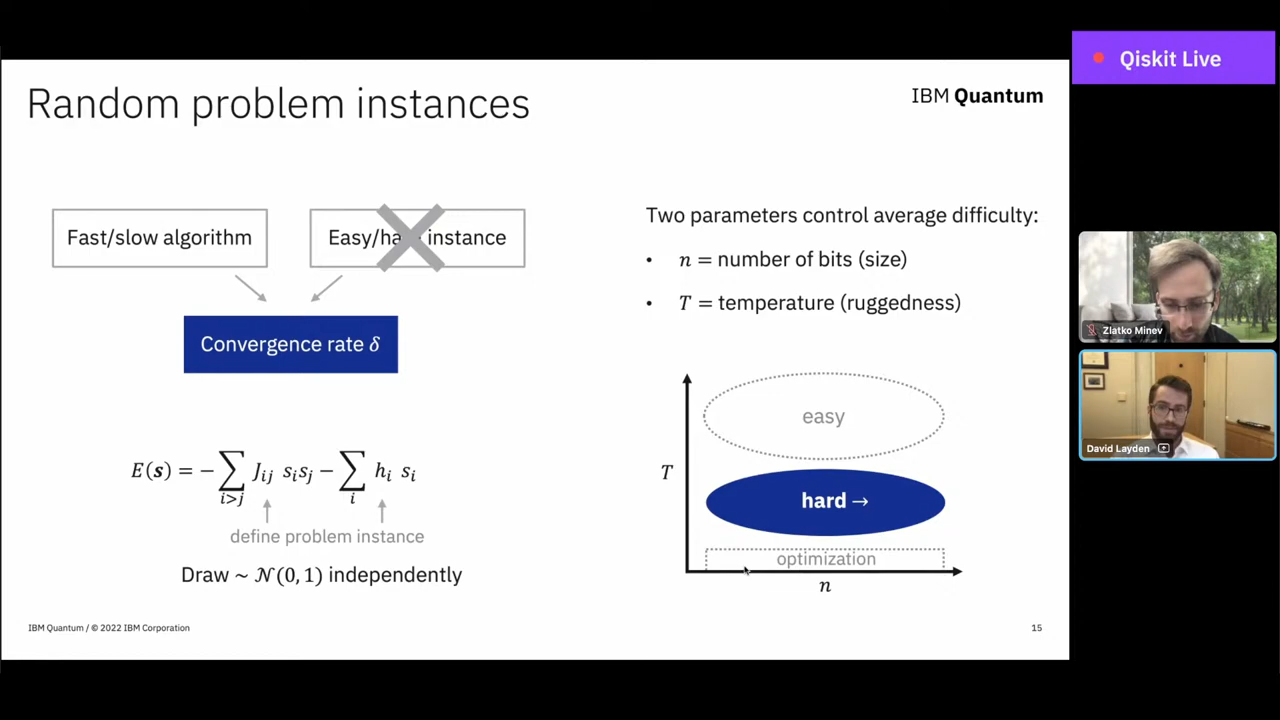 Random problem instances
IBM Quantum
Qiskit Live
Fast/slow algorithm
Easy/ha instance
Convergence rate δ
E(s) = − ∑ J_ij s_i s_j − ∑ h_i s_i
i>j
i
define problem instance
Draw ~ 𝒩(0, 1) independently
Two parameters control average difficulty:
• n = number of bits (size)
• T = temperature (ruggedness)
easy
T
hard →
optimization
n
IBM Quantum / © 2022 IBM Corporation
15
Zlatko Minev
David Layden